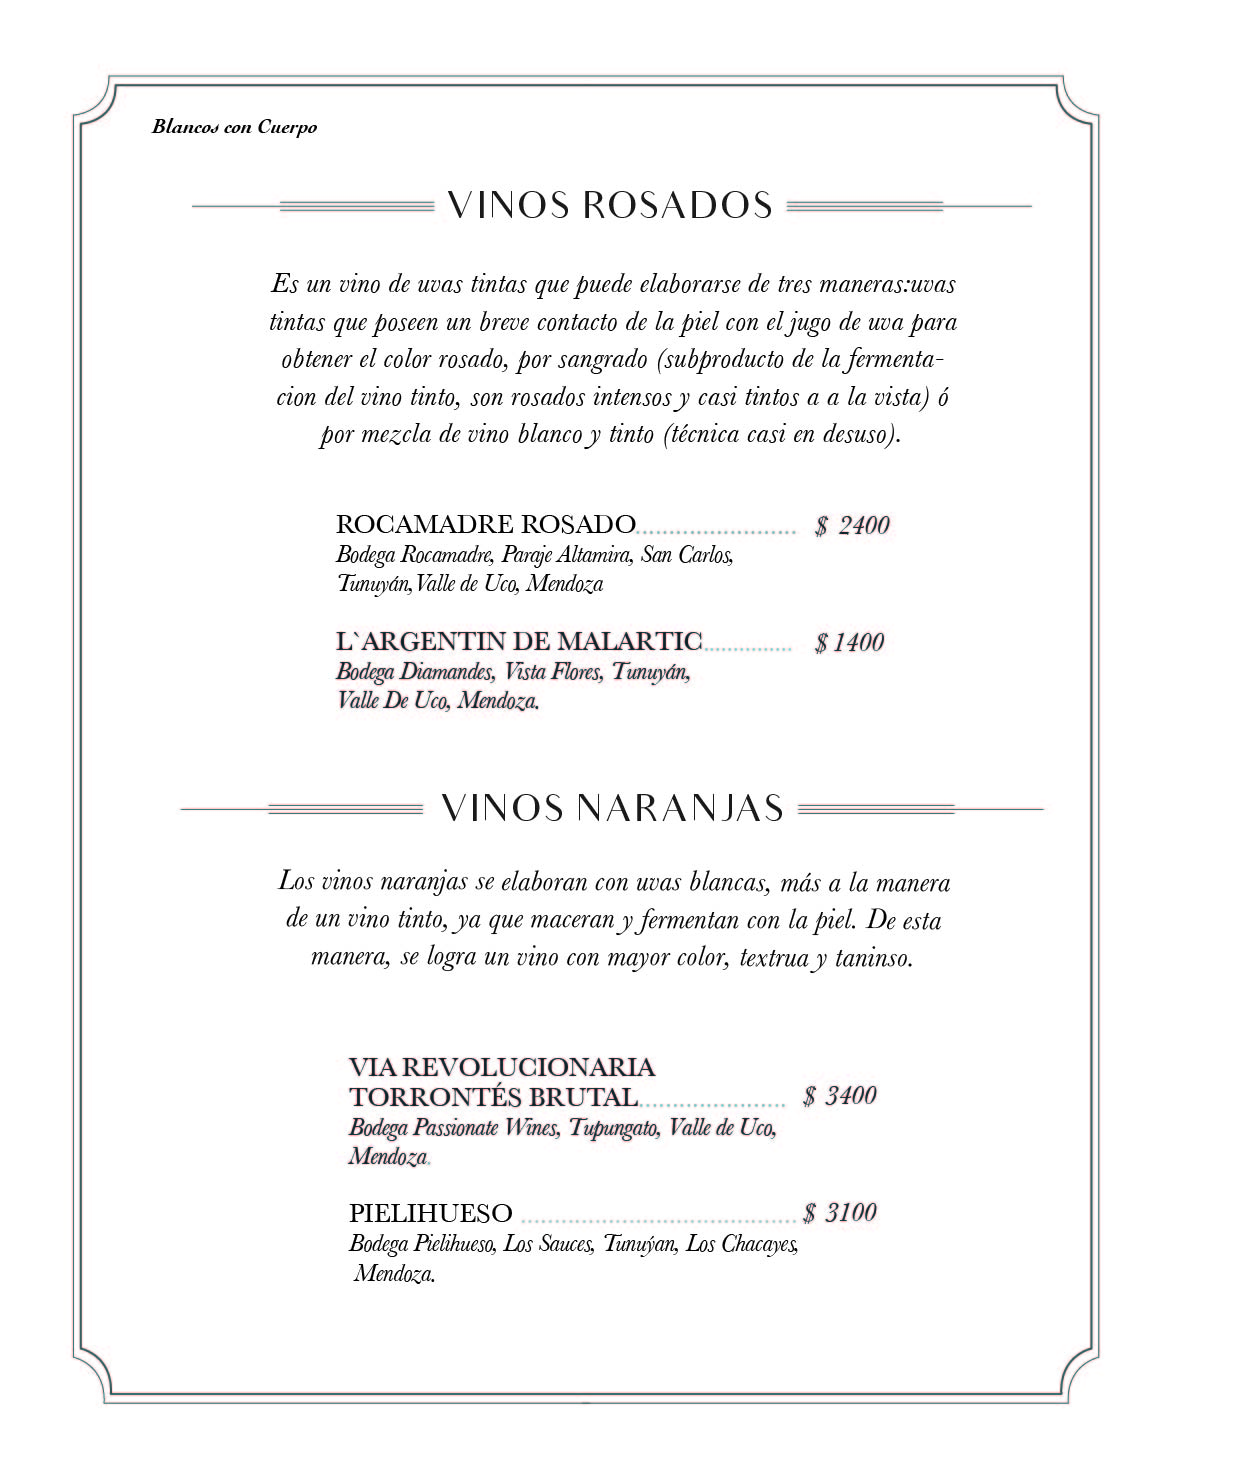 Blancos con Cuerpo
VINOS ROSADOS
Es un vino de uvas tintas que puede elaborarse de tres maneras:uvas
tintas que poseen un breve contacto de la piel con el jugo de uva para
obtener el color rosado, por sangrado (subproducto de la fermenta-
cion del vino tinto, son rosados intensos y casi tintos a a la vista) ó
por mezcla de vino blanco y tinto (técnica casi en desuso).
ROCAMADRE ROSADO........................ $ 2400
Bodega Rocamadre, Paraje Altamira, San Carlos,
Tunuyán,Valle de Uco, Mendoza
L`ARGENTIN DE MALARTIC............. $ 1400
Bodega Diamandes, Vista Flores, Tunuyán,
Valle De Uco, Mendoza.
VINOS NARANJAS
Los vinos naranjas se elaboran con uvas blancas, más a la manera
de un vino tinto, ya que maceran y fermentan con la piel. De esta
manera, se logra un vino con mayor color, textrua y taninso.
VIA REVOLUCIONARIA
TORRONTÉS BRUTAL...................... $ 3400
Bodega Passionate Wines, Tupungato, Valle de Uco,
Mendoza.
PIELIHUESO ......................................... $ 3100
Bodega Pielihueso, Los Sauces, Tunuýan, Los Chacayes,
Mendoza.